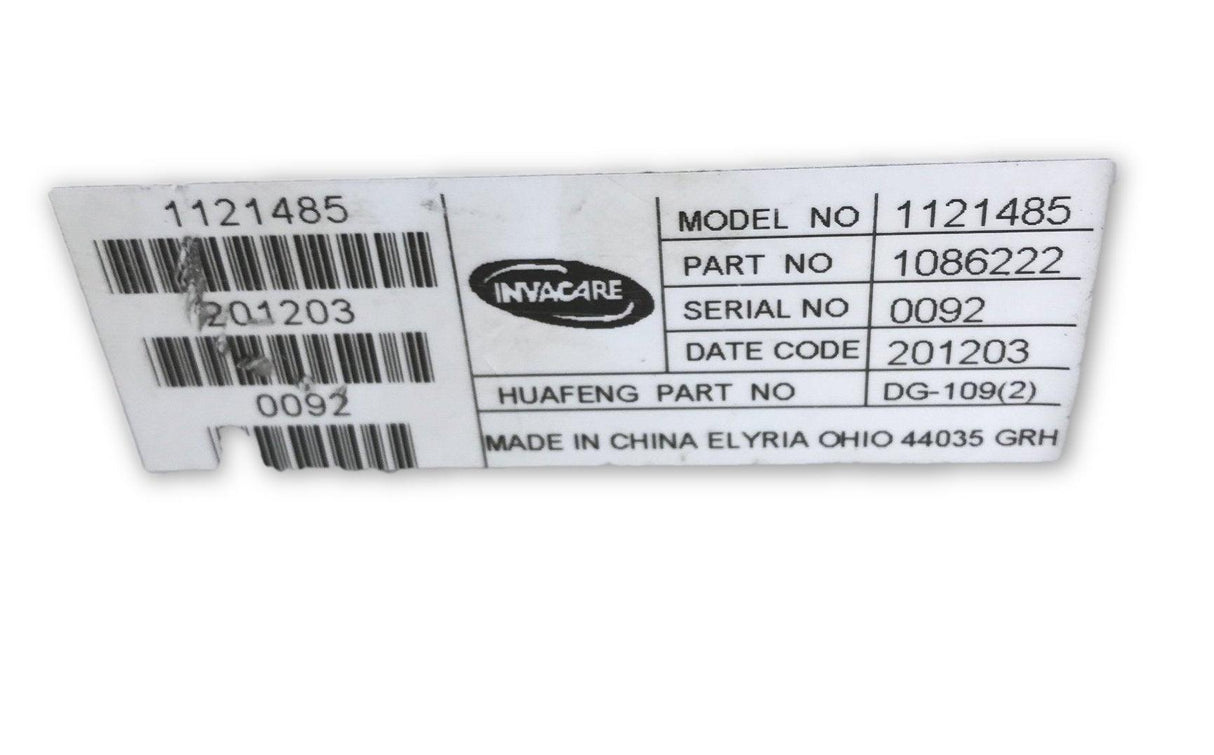 1121485
201203
0092
INVACARE
MODEL NO 1121485
PART NO 1086222
SERIAL NO 0092
DATE CODE 201203
HUAFENG PART NO DG-109(2)
MADE IN CHINA ELYRIA OHIO 44035 GRH